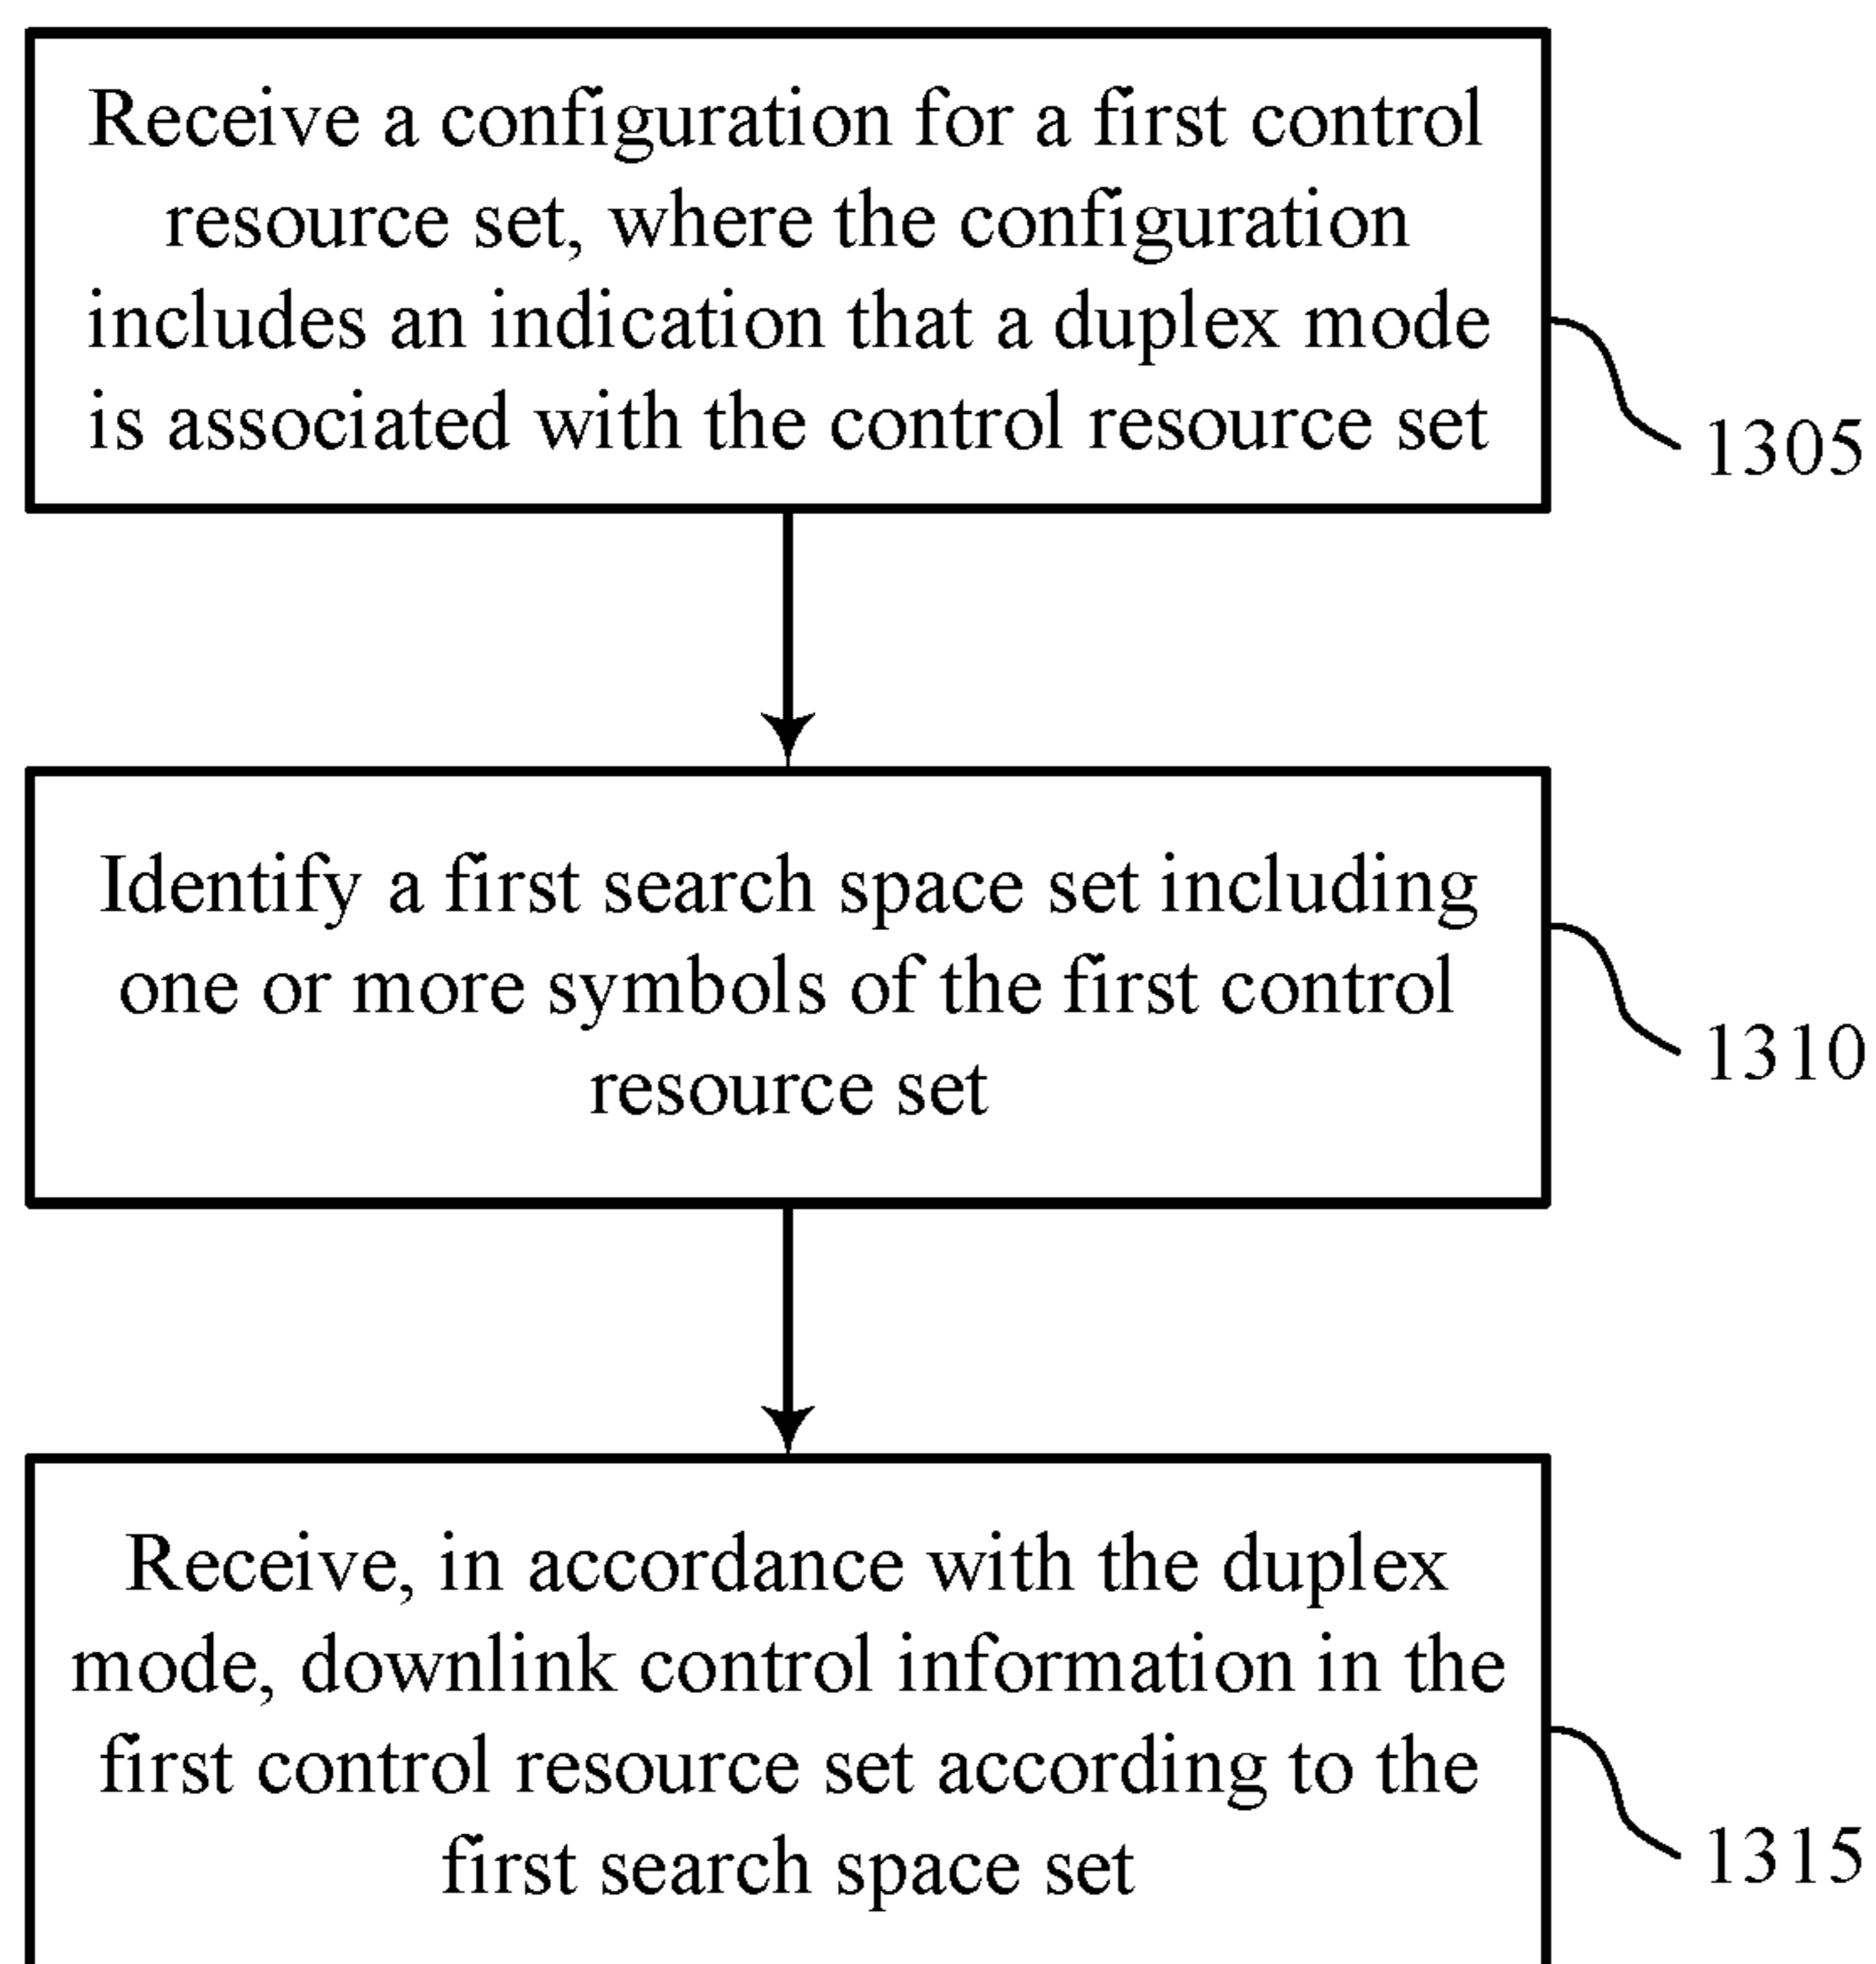 Receive a configuration for a first control
resource set, where the configuration
includes an indication that a duplex mode
is associated with the control resource set
1305
Identify a first search space set including
one or more symbols of the first control
resource set
1310
Receive, in accordance with the duplex
mode, downlink control information in the
first control resource set according to the
first search space set
1315